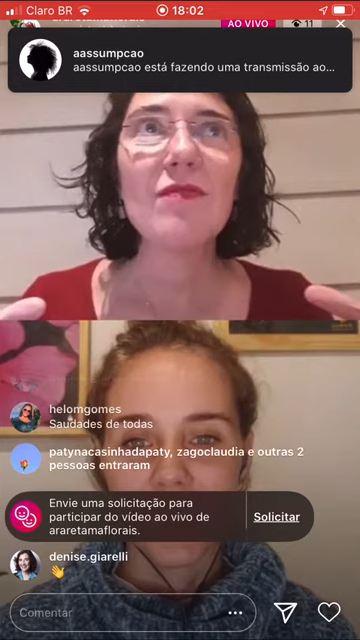 Claro BR
18:02
AO VIVO
11
aassumpcao
aassumpcao está fazendo uma transmissão ao...
helomgomes
Saudades de todas
patynacasinhadapaty, zagoclaudia e outras 2
pessoas entraram
Envie uma solicitação para
participar do vídeo ao vivo de
araretamaflorais.
Solicitar
denise.giarelli
👋
Comentar